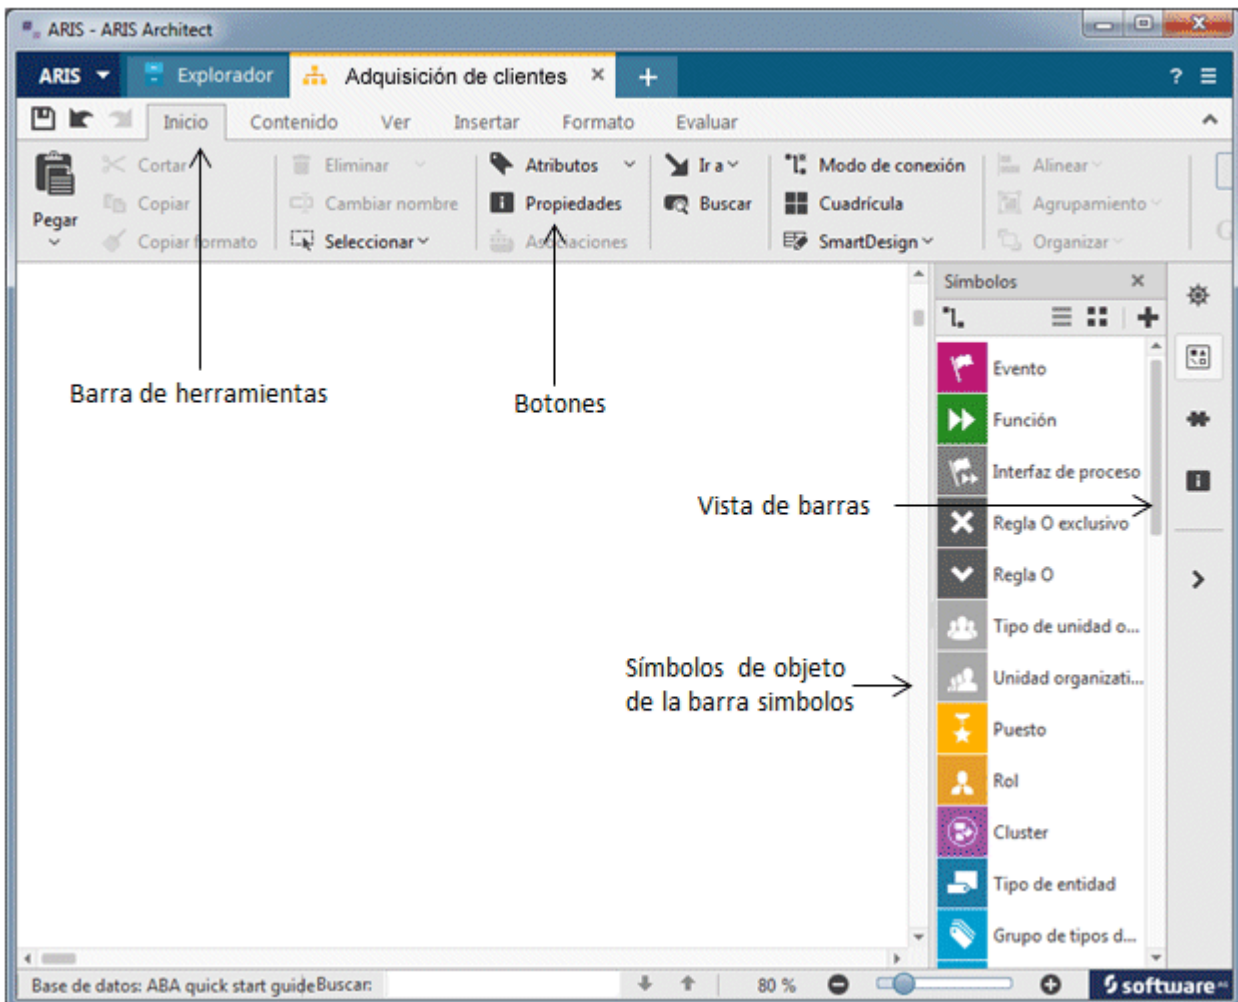 ARIS - ARIS Architect
ARIS Explorador Adquisición de clientes
Inicio Contenido Ver Insertar Formato Evaluar
Pegar
Cortar
Copiar
Copiar formato
Eliminar
Cambiar nombre
Seleccionar
Atributos
Propiedades
Asociaciones
Ir a
Buscar
Modo de conexión
Cuadrícula
SmartDesign
Alinear
Agrupamiento
Organizar
Barra de herramientas
Botones
Vista de barras
Símbolos de objeto
de la barra simbolos
Símbolos
Evento
Función
Interfaz de proceso
Regla O exclusivo
Regla O
Tipo de unidad o...
Unidad organizati...
Puesto
Rol
Cluster
Tipo de entidad
Grupo de tipos d...
Base de datos: ABA quick start guide Buscar: 80 % software AG